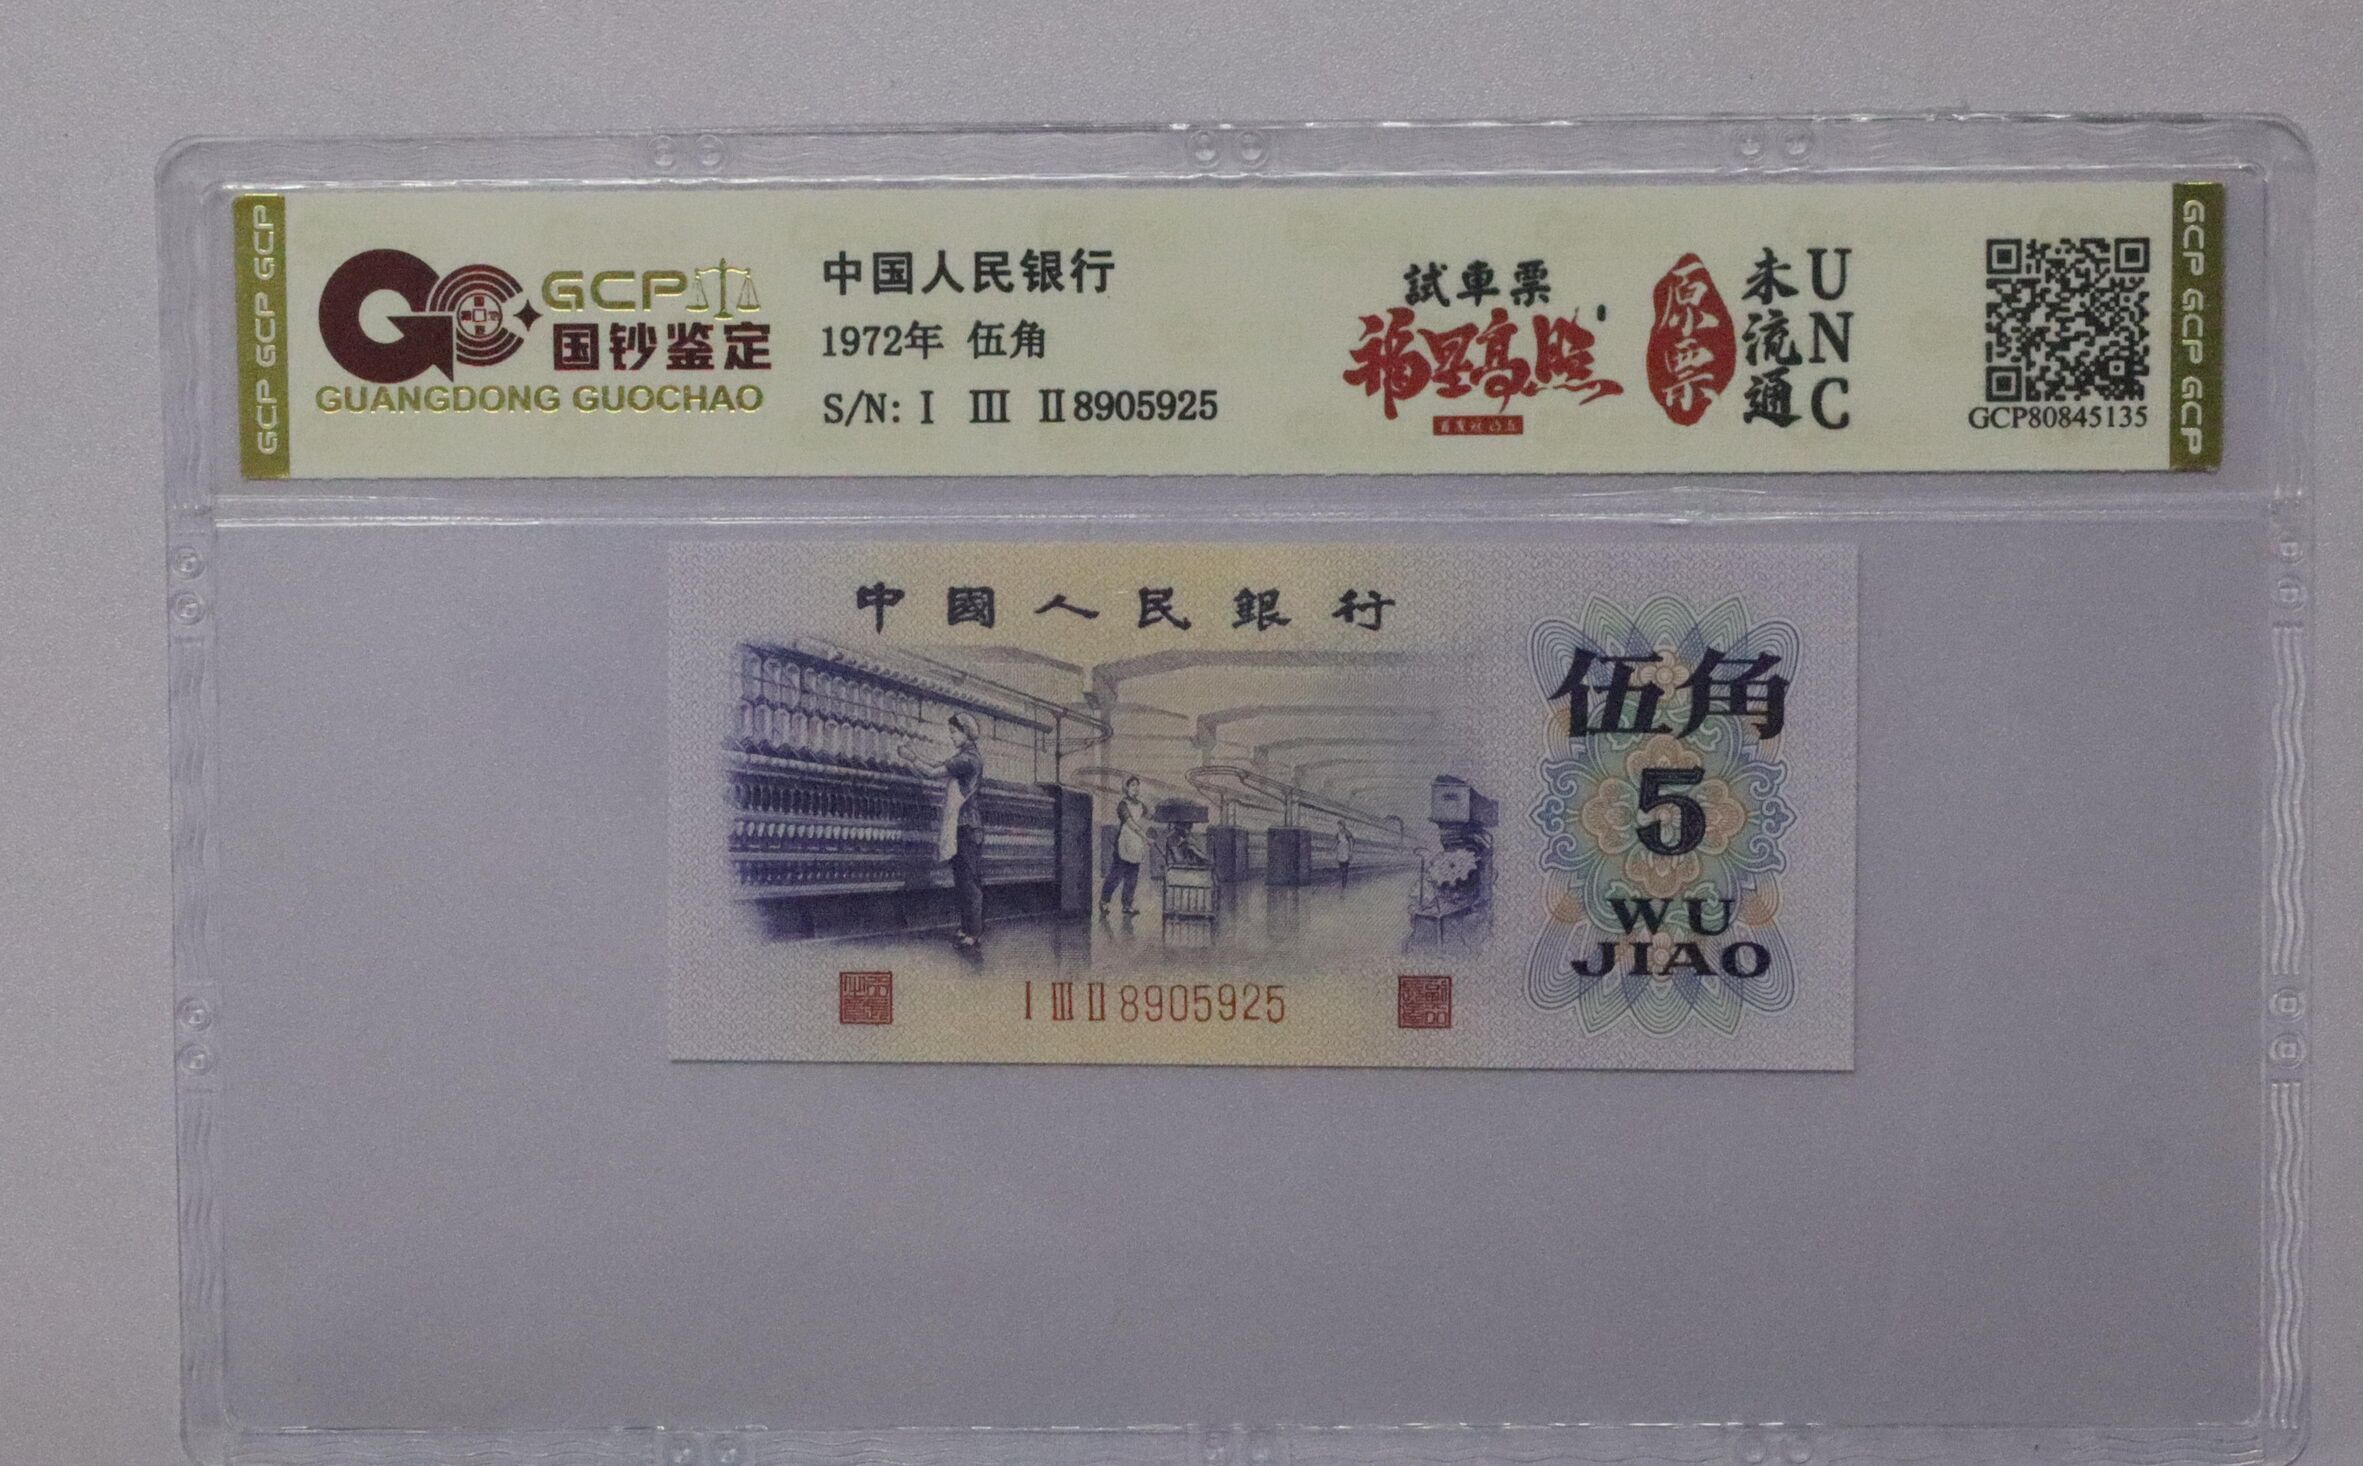 GCP GCP GCP
GCP
国钞鉴定
GUANGDONG GUOCHAO
中国人民银行
1972年 伍角
S/N: Ⅰ Ⅲ Ⅱ8905925
試車票
福星高照
原票
未流通
UNC
GCP80845135
GCP GCP GCP
中國人民銀行
伍角
5
WU
JIAO
Ⅰ Ⅲ Ⅱ 8905925